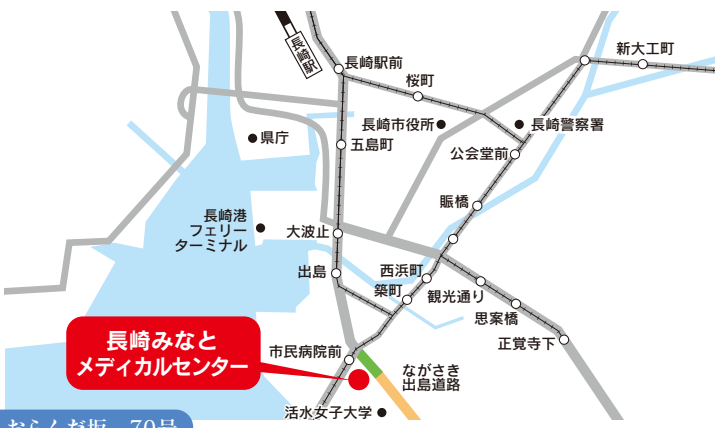 長崎駅
長崎駅前
新大工町
桜町
長崎市役所
長崎警察署
県庁
五島町
公会堂前
賑橋
長崎港
フェリー
ターミナル
大波止
出島
西浜町
築町
観光通り
思案橋
正覚寺下
長崎みなと
メディカルセンター
市民病院前
ながさき
出島道路
活水女子大学